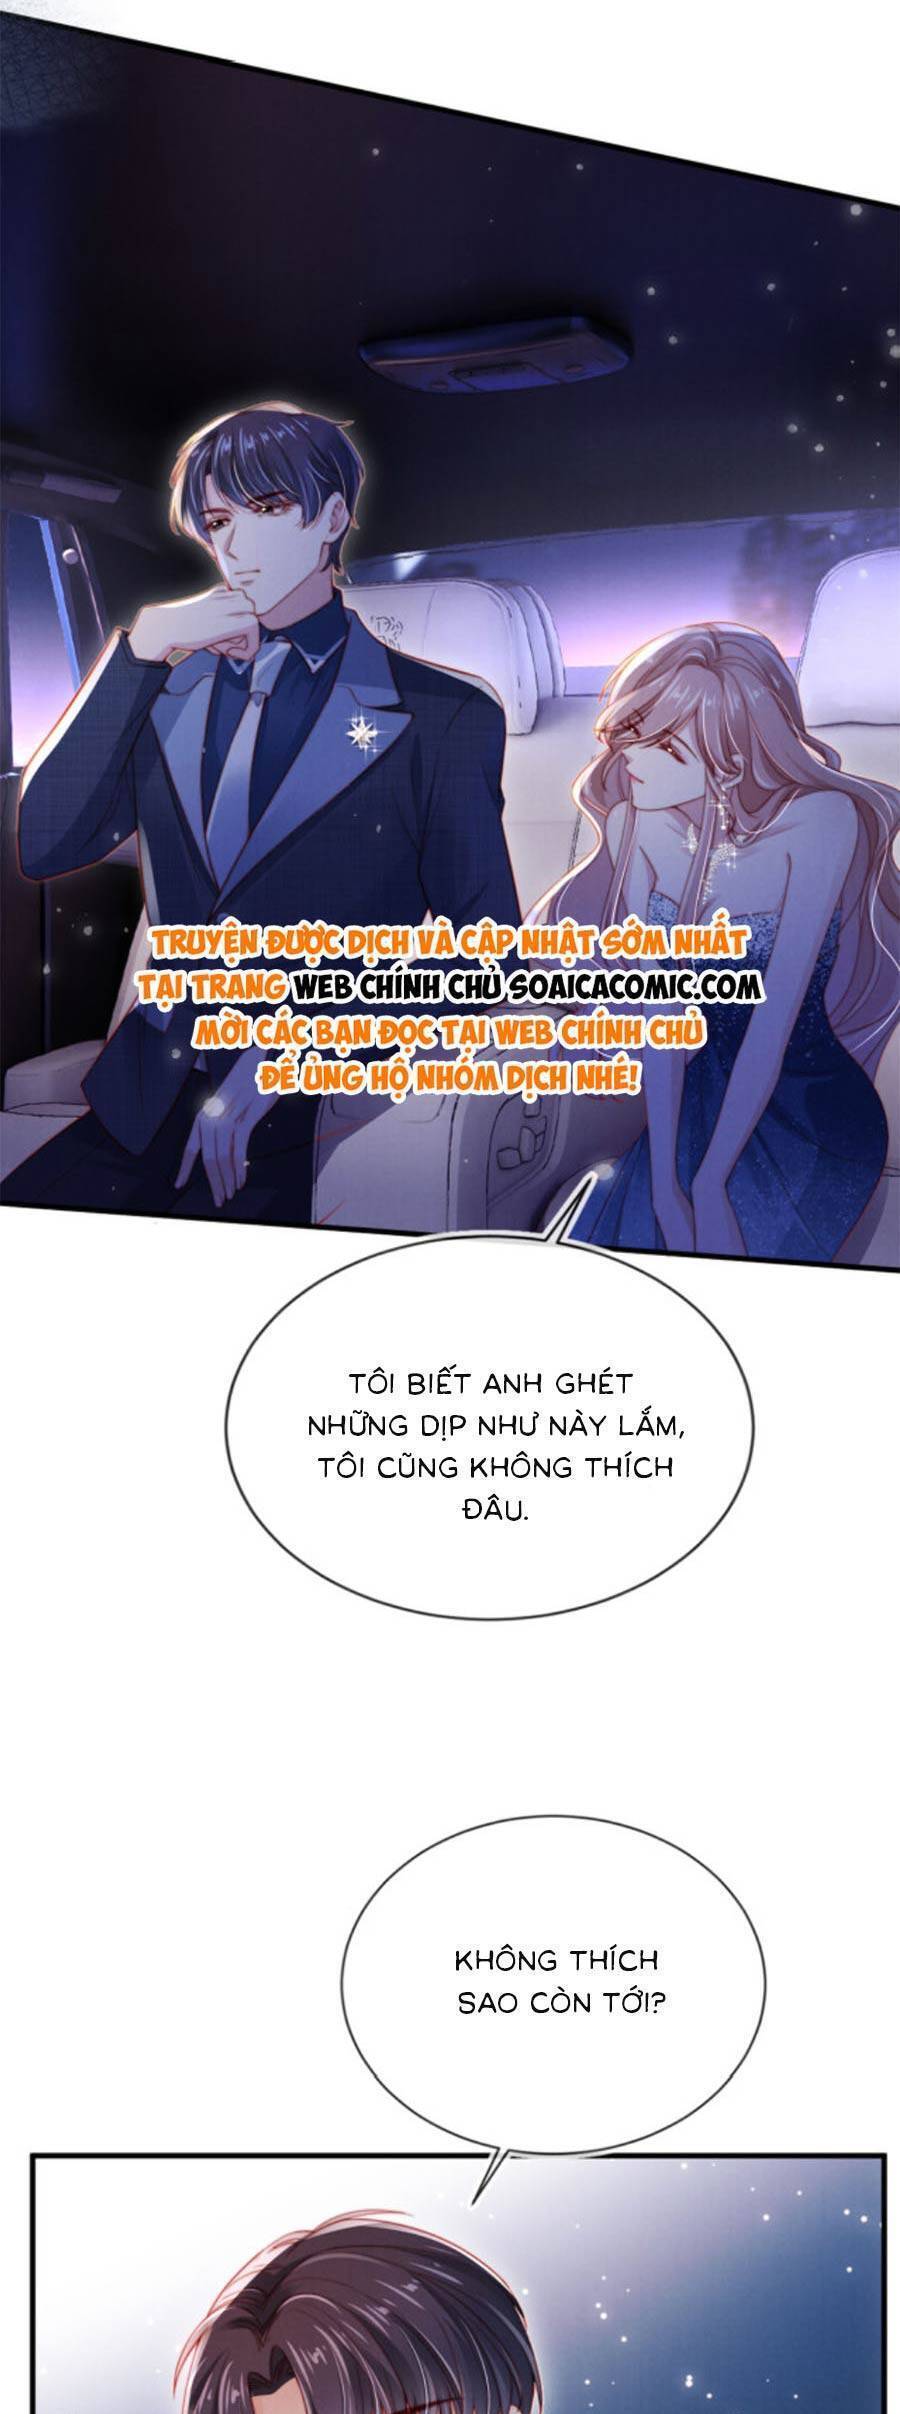 TRUYỆN ĐƯỢC DỊCH VÀ CẬP NHẬT SỚM NHẤT
TẠI TRANG WEB CHÍNH CHỦ SOAICACOMIC.COM
MỜI CÁC BẠN ĐỌC TẠI WEB CHÍNH CHỦ
ĐỂ ỦNG HỘ NHÓM DỊCH NHÉ!
TÔI BIẾT ANH GHÉT
NHỮNG DỊP NHƯ NÀY LẮM,
TÔI CŨNG KHÔNG THÍCH
ĐÂU.
KHÔNG THÍCH
SAO CÒN TỚI?